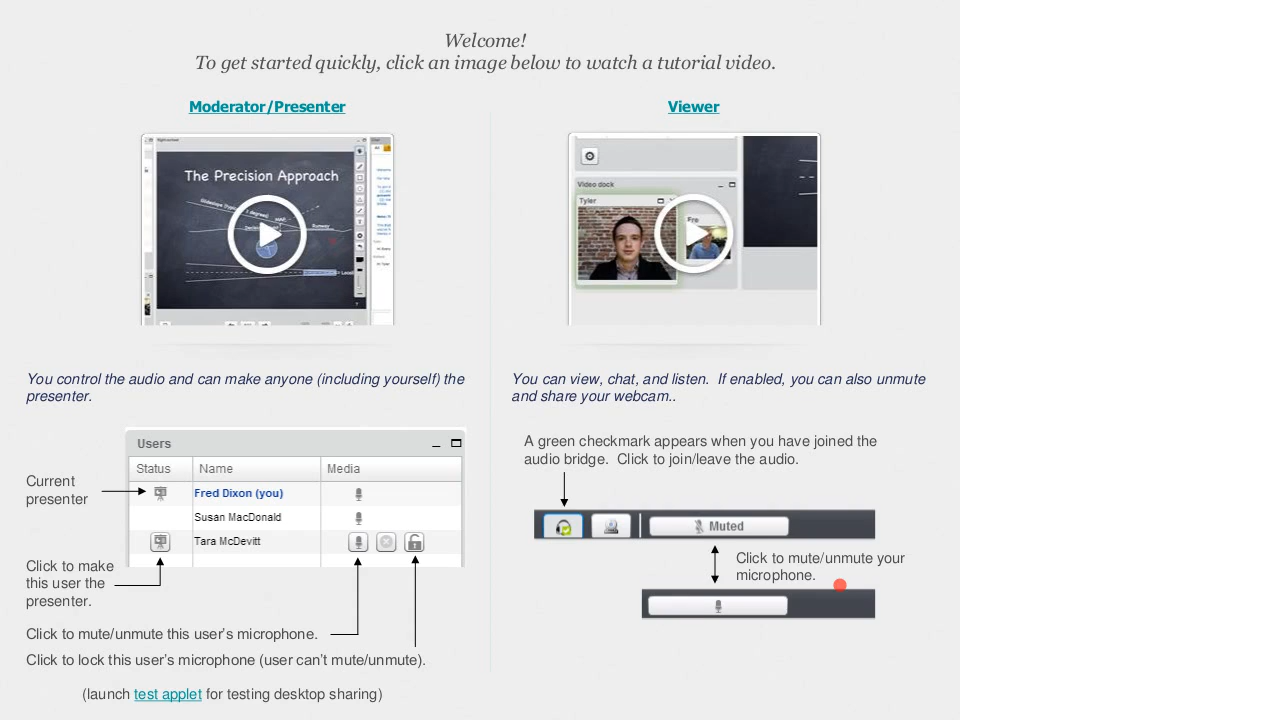 Welcome!
To get started quickly, click an image below to watch a tutorial video.
Moderator/Presenter
The Precision Approach
Runway
You control the audio and can make anyone (including yourself) the
presenter.
Users
Status Name Media
Current
presenter
Fred Dixon (you)
Susan MacDonald
Tara McDevitt
Click to make
this user the
presenter.
Click to mute/unmute this user's microphone.
Click to lock this user's microphone (user can't mute/unmute).
(launch test applet for testing desktop sharing)
Viewer
Video dock
Tyler
Fre
You can view, chat, and listen.  If enabled, you can also unmute
and share your webcam..
A green checkmark appears when you have joined the
audio bridge.  Click to join/leave the audio.
Muted
Click to mute/unmute your
microphone.